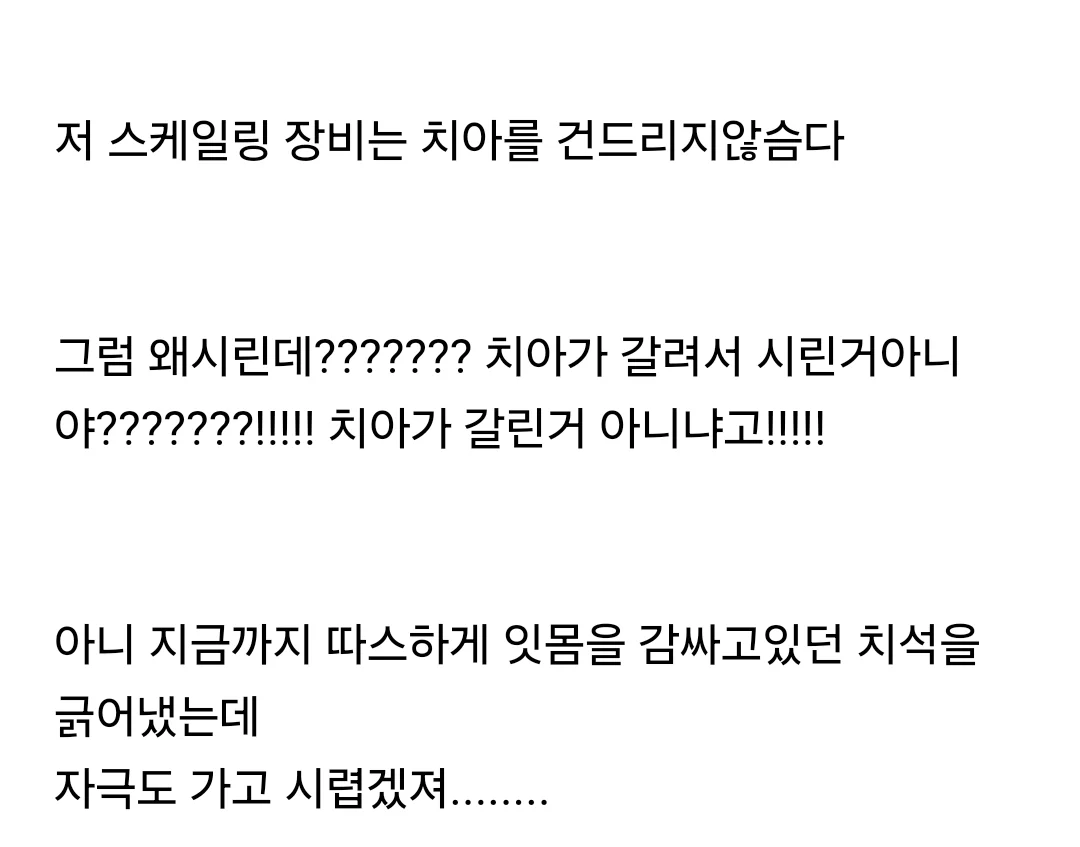 저 스케일링 장비는 치아를 건드리지않슴다
그럼 왜시린데??????? 치아가 갈려서 시린거아니
야???????!!!!! 치아가 갈린거 아니냐고!!!!!
아니 지금까지 따스하게 잇몸을 감싸고있던 치석을
긁어냈는데
자극도 가고 시렵겠져........